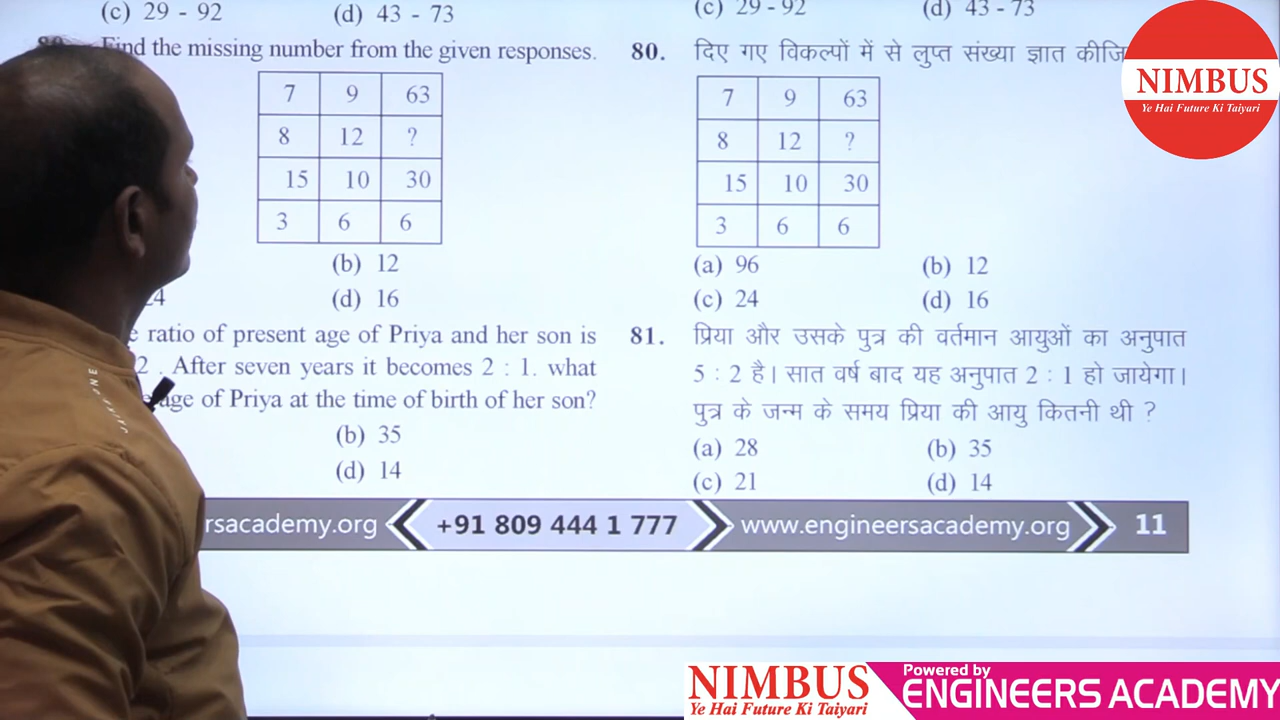 (c) 29 - 92 (d) 43 - 73
Find the missing number from the given responses.
7 9 63
8 12 ?
15 10 30
3 6 6
(b) 12
(d) 16
ratio of present age of Priya and her son is
2 . After seven years it becomes 2 : 1. what
age of Priya at the time of birth of her son?
(b) 35
(d) 14
(c) 29 - 92 (d) 43 - 73
80. दिए गए विकल्पों में से लुप्त संख्या ज्ञात
7 9 63
8 12 ?
15 10 30
3 6 6
(a) 96 (b) 12
(c) 24 (d) 16
81. प्रिया और उसके पुत्र की वर्तमान आयुओं का अनुपात
5 : 2 है। सात वर्ष बाद यह अनुपात 2 : 1 हो जायेगा।
पुत्र के जन्म के समय प्रिया की आयु कितनी थी ?
(a) 28 (b) 35
(c) 21 (d) 14
rsacademy.org +91 809 444 1 777 www.engineersacademy.org 11
NIMBUS
Ye Hai Future Ki Taiyari
NIMBUS
Ye Hai Future Ki Taiyari
Powered by
ENGINEERS ACADEMY